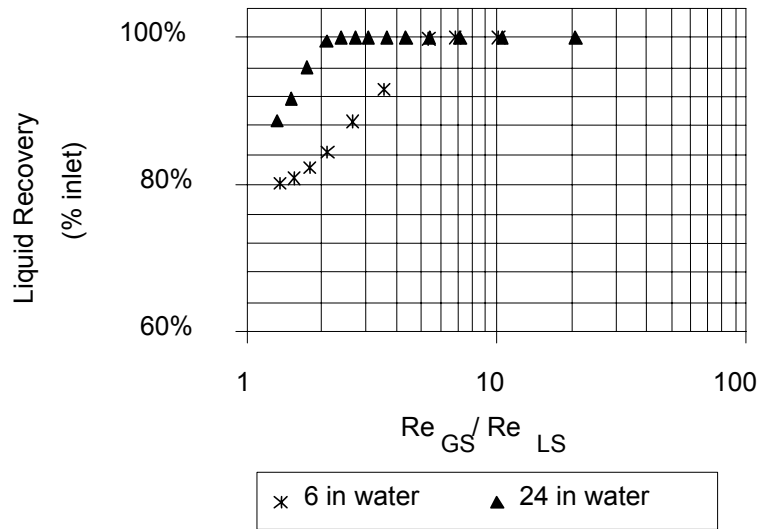 100%
80%
60%
Liquid Recovery
(% inlet)
1 10 100
Re GS / Re LS
6 in water 24 in water